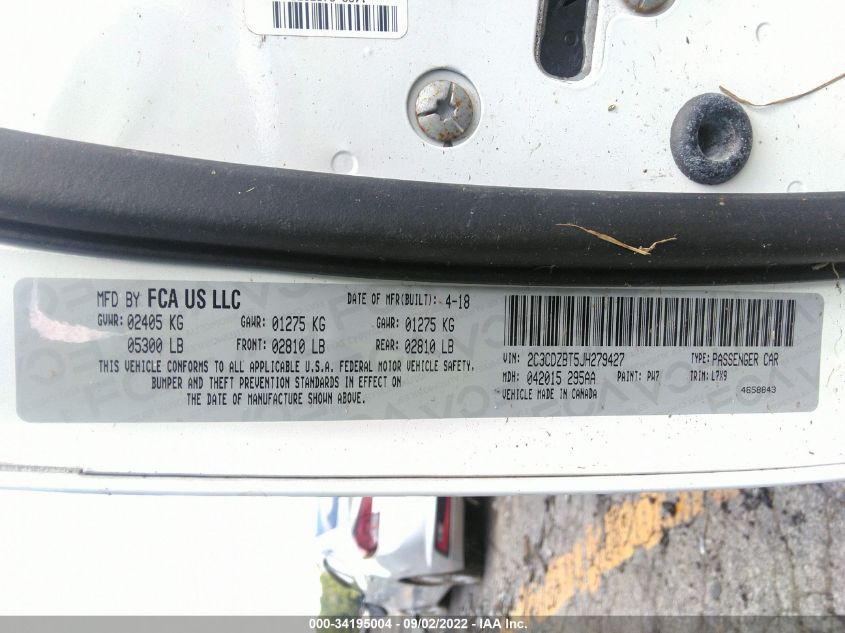 MFD BY FCA US LLC DATE OF MFR(BUILT): 4-18
GVWR: 02405 KG GAWR: 01275 KG GAWR: 01275 KG
05300 LB FRONT: 02810 LB REAR: 02810 LB
THIS VEHICLE CONFORMS TO ALL APPLICABLE U.S.A. FEDERAL MOTOR VEHICLE SAFETY,
BUMPER AND THEFT PREVENTION STANDARDS IN EFFECT ON
THE DATE OF MANUFACTURE SHOWN ABOVE.
VIN: 2C3CDZBT5JH279427 TYPE: PASSENGER CAR
MDH: 042015 295AA PAINT: PW7 TRIM: L7X9
VEHICLE MADE IN CANADA 4658843
000-34195004 - 09/02/2022 - IAA Inc.